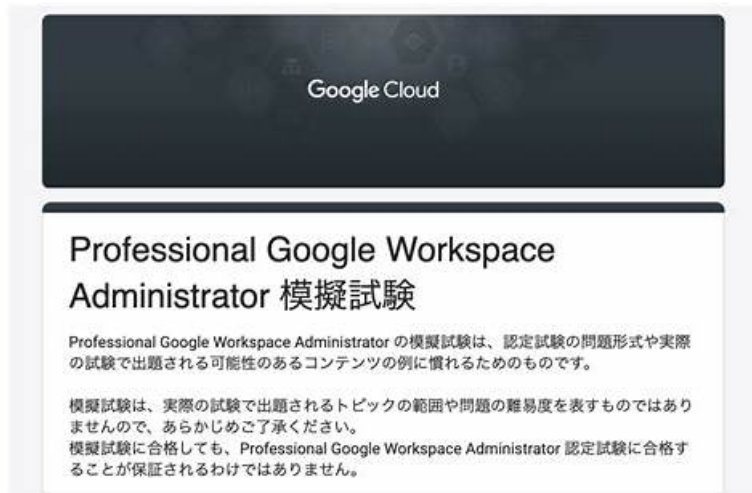 Google Cloud
Professional Google Workspace
Administrator 模擬試験
Professional Google Workspace Administrator の模擬試験は、認定試験の問題形式や実際
の試験で出題される可能性のあるコンテンツの例に慣れるためのものです。
模擬試験は、実際の試験で出題されるトピックの範囲や問題の難易度を表すものではあり
ませんので、あらかじめご了承ください。
模擬試験に合格しても、Professional Google Workspace Administrator 認定試験に合格す
ることが保証されるわけではありません。